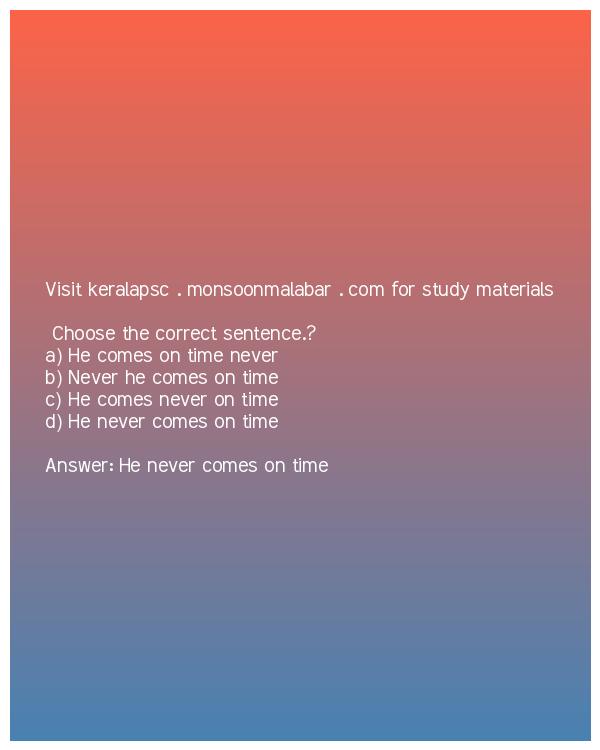 Visit keralapsc . monsoonmalabar . com for study materials
Choose the correct sentence.?
a) He comes on time never
b) Never he comes on time
c) He comes never on time
d) He never comes on time
Answer: He never comes on time